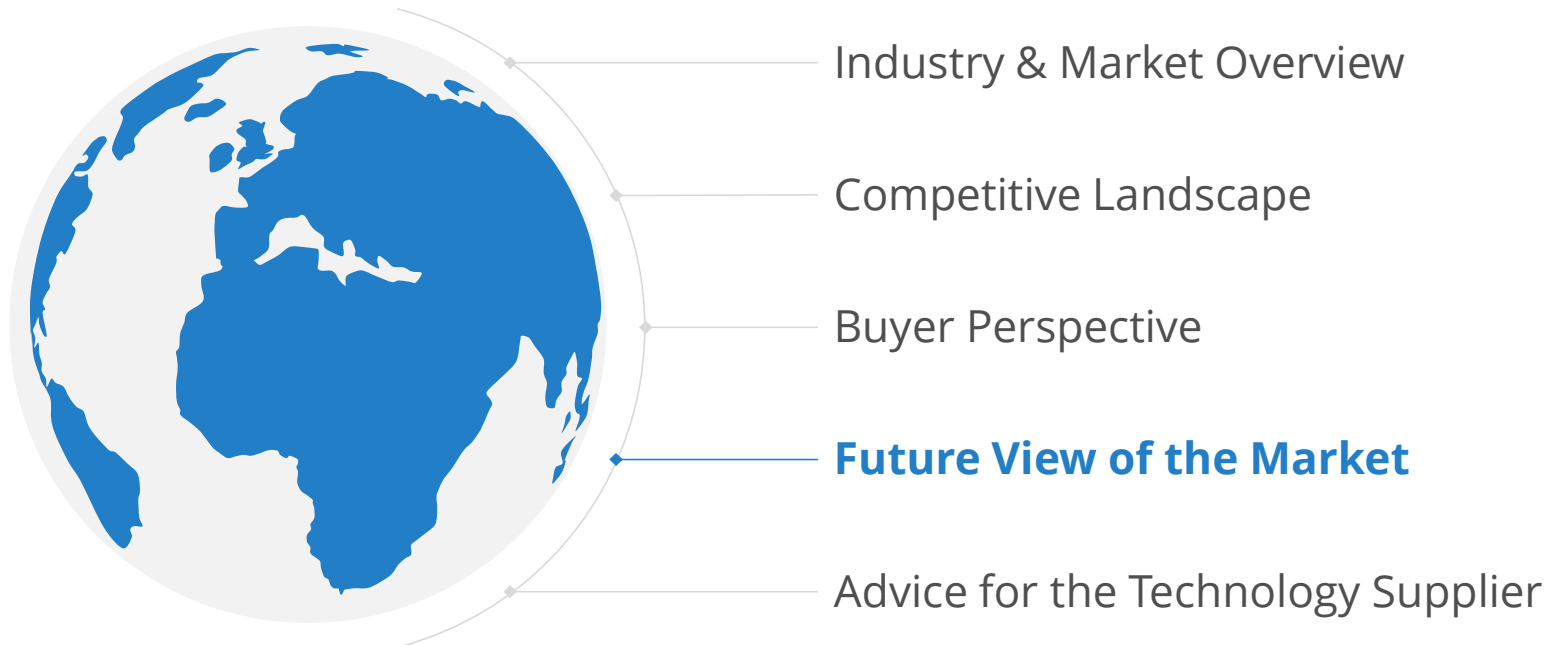 Industry & Market Overview
Competitive Landscape
Buyer Perspective
Future View of the Market
Advice for the Technology Supplier